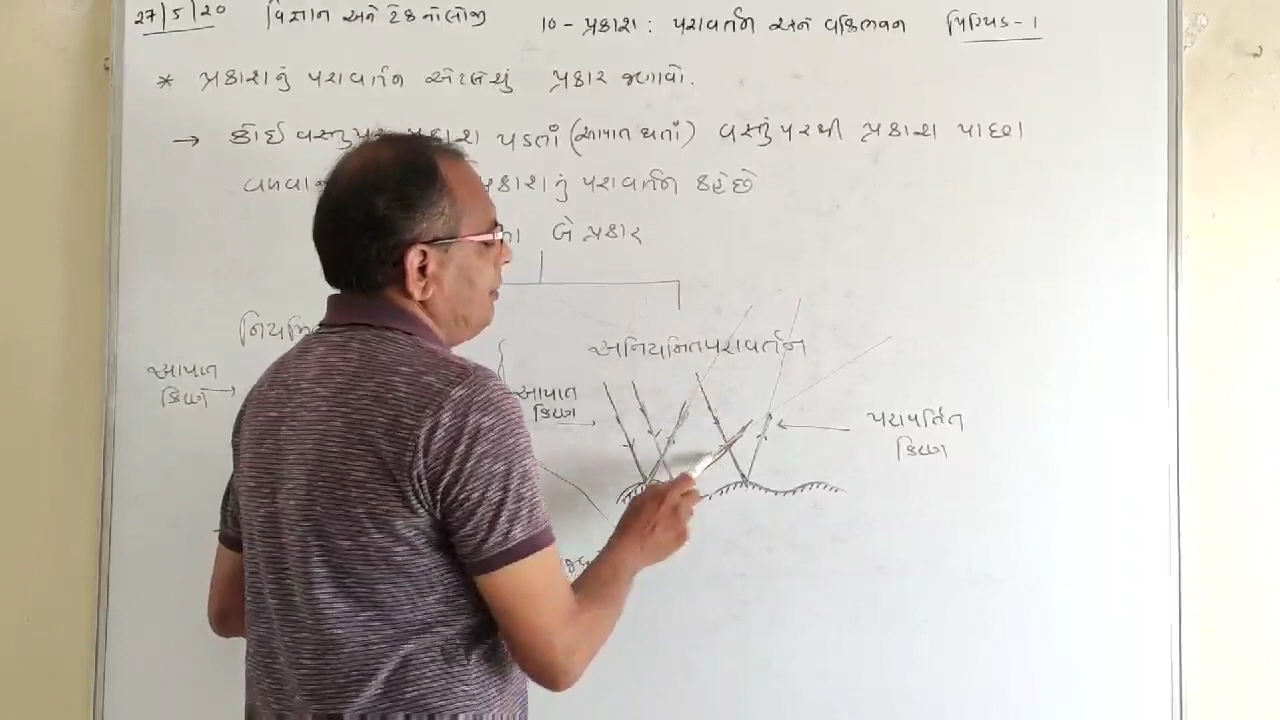 27/5/20 વિજ્ઞાન અને ટેકનોલોજી 10 - પ્રકાશ : પરાવર્તન અને વક્રિભવન પિરિયડ - 1
* પ્રકાશનું પરાવર્તન એટલેશું પ્રકાર જણાવો.
→ કોઈ વસ્તુ પર પ્રકાશ પડતાં (આપાત થતાં) વસ્તુ પરથી પ્રકાશ પાછા
વળવાની પ્રકાશનું પરાવર્તન કહેછે
બે પ્રકાર
અનિયમિતપરાવર્તન
આપાત
કિરણ
આપાત
કિરણ
પરાવર્તિત
કિરણ